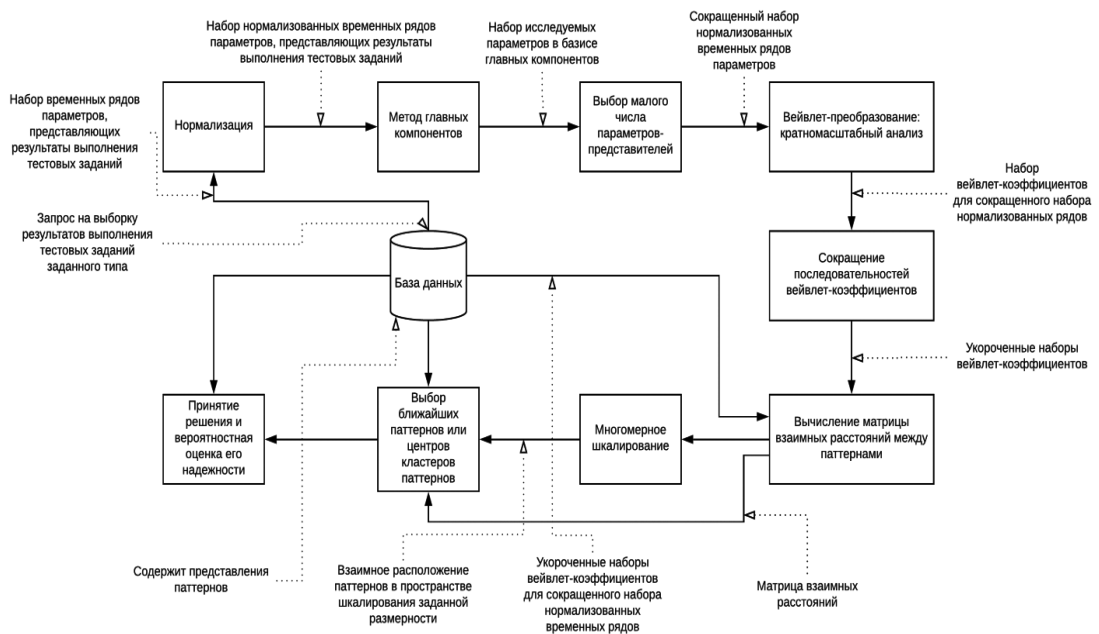 Набор нормализованных временных рядов
параметров, представляющих результаты
выполнения тестовых заданий
Набор исследуемых
параметров в базисе
главных компонентов
Сокращенный набор
нормализованных
временных рядов
параметров
Набор временных рядов
параметров,
представляющих
результаты выполнения
тестовых заданий
Нормализация
Метод главных
компонентов
Выбор малого
числа
параметров-
представителей
Вейвлет-преобразование:
кратномасштабный анализ
Набор
вейвлет-коэффициентов
для сокращенного набора
нормализованных рядов
Запрос на выборку
результатов выполнения
тестовых заданий
заданного типа
База данных
Сокращение
последовательностей
вейвлет-коэффициентов
Укороченные наборы
вейвлет-коэффициентов
Принятие
решения и
вероятностная
оценка его
надежности
Выбор
ближайших
паттернов или
центров
кластеров
паттернов
Многомерное
шкалирование
Вычисление матрицы
взаимных расстояний между
паттернами
Содержит представления
паттернов
Взаимное расположение
паттернов в пространстве
шкалирования заданной
размерности
Укороченные наборы
вейвлет-коэффициентов
для сокращенного набора
нормализованных
временных рядов
Матрица взаимных
расстояний